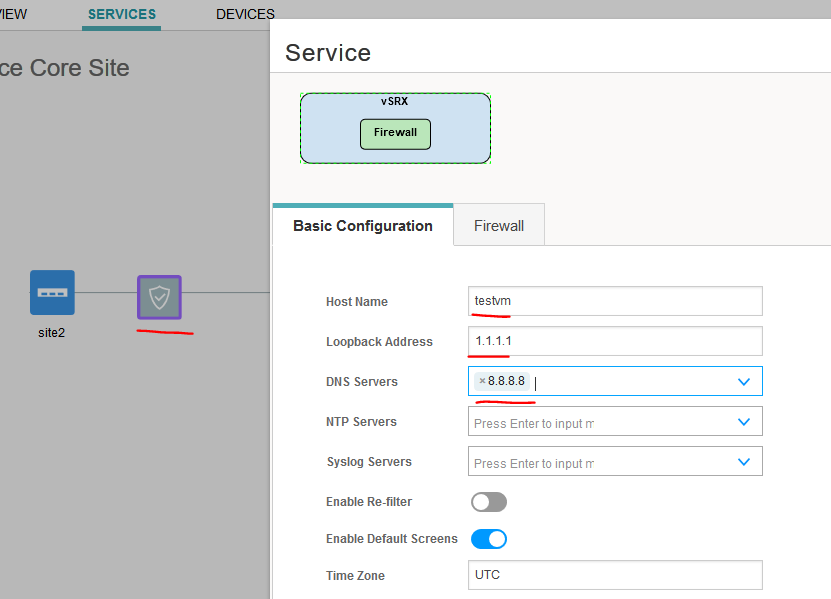 IEW
SERVICES
DEVICES
ce Core Site
site2
Service
vSRX
Firewall
Basic Configuration
Firewall
Host Name
testvm
Loopback Address
1.1.1.1
DNS Servers
×8.8.8.8
NTP Servers
Press Enter to input m
Syslog Servers
Press Enter to input m
Enable Re-filter
Enable Default Screens
Time Zone
UTC